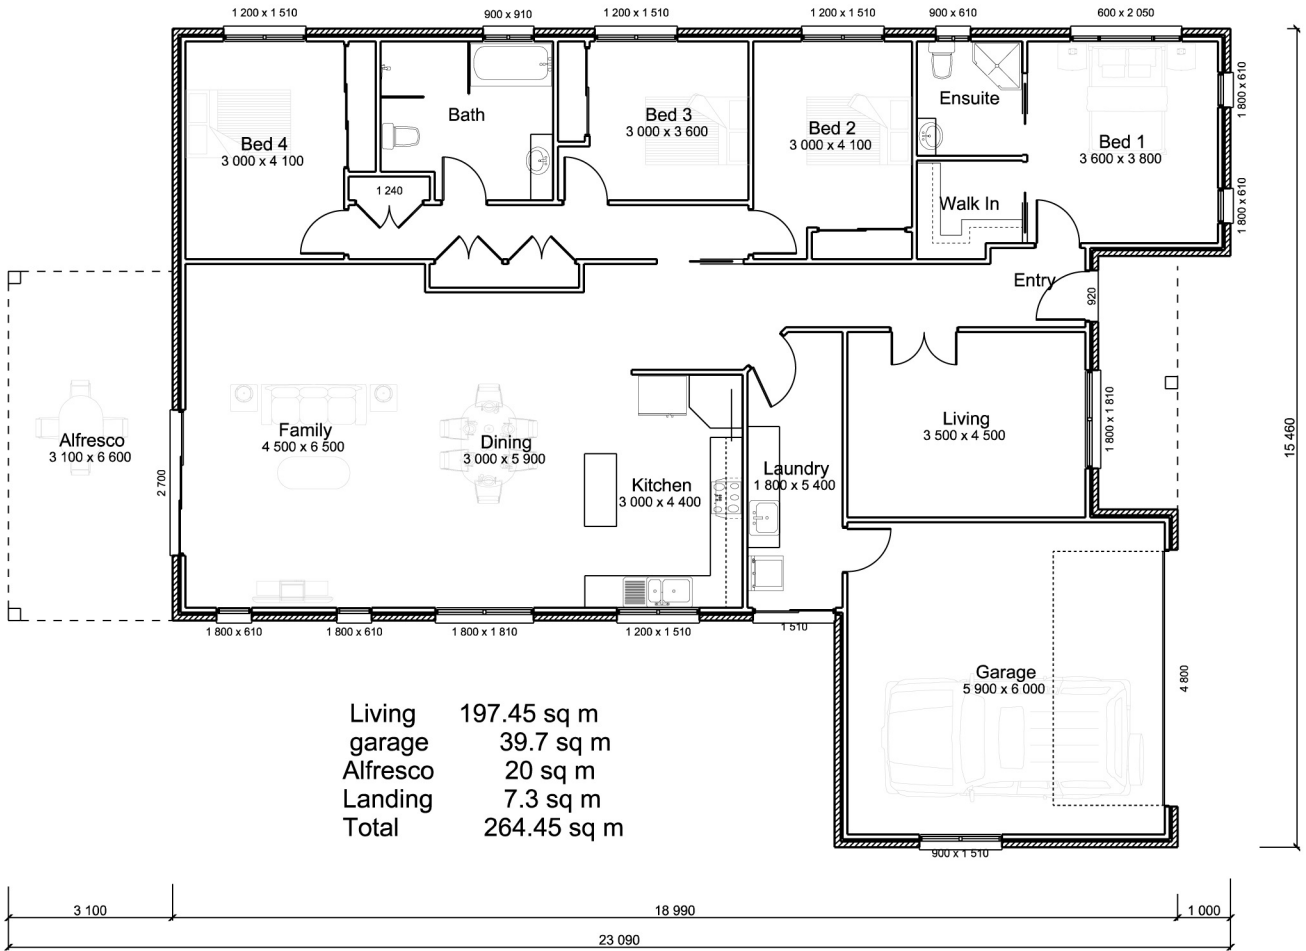 1 200 x 1 510
900 x 910
1 200 x 1 510
1 200 x 1 510
900 x 610
600 x 2 050
1 800 x 610
Ensuite
Bath
Bed 3
3 000 x 3 600
Bed 2
3 000 x 4 100
Bed 4
3 000 x 4 100
Bed 1
3 600 x 3 800
1 240
Walk In
1 800 x 610
Entry
920
Alfresco
3 100 x 6 600
2 700
Family
4 500 x 6 500
Dining
3 000 x 5 900
Kitchen
3 000 x 4 400
Laundry
1 800 x 5 400
Living
3 500 x 4 500
1 800 x 1 810
15 460
1 800 x 610
1 800 x 610
1 800 x 1 810
1 200 x 1 510
1 510
Garage
5 900 x 6 000
4 800
900 x 1 510
Living 197.45 sq m
garage 39.7 sq m
Alfresco 20 sq m
Landing 7.3 sq m
Total 264.45 sq m
3 100
18 990
1 000
23 090